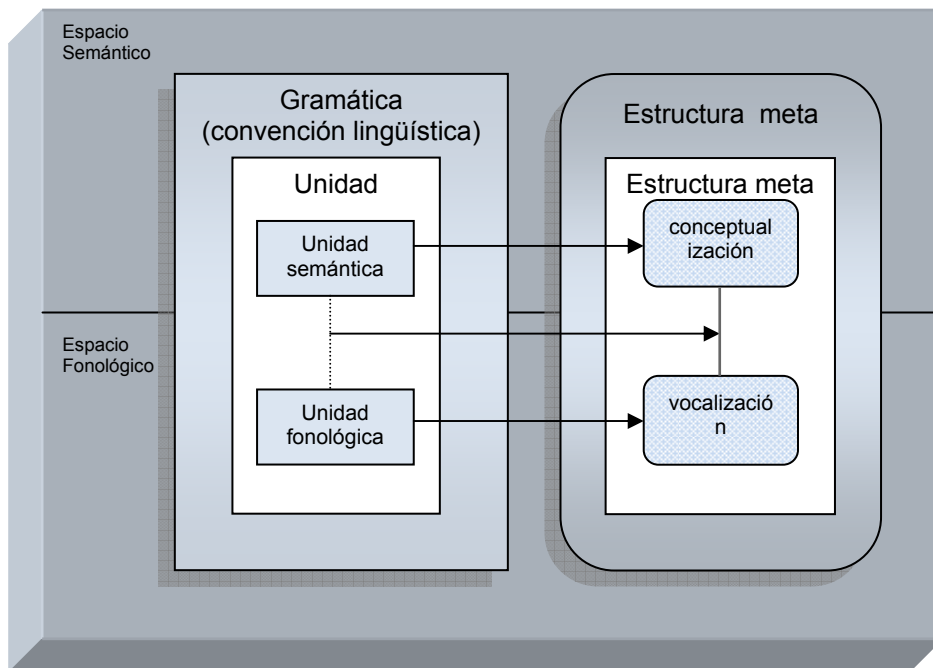 Espacio
Semántico
Gramática
(convención lingüística)
Unidad
Unidad
semántica
Espacio
Fonológico
Unidad
fonológica
Estructura meta
Estructura meta
conceptual
ización
vocalizació
n